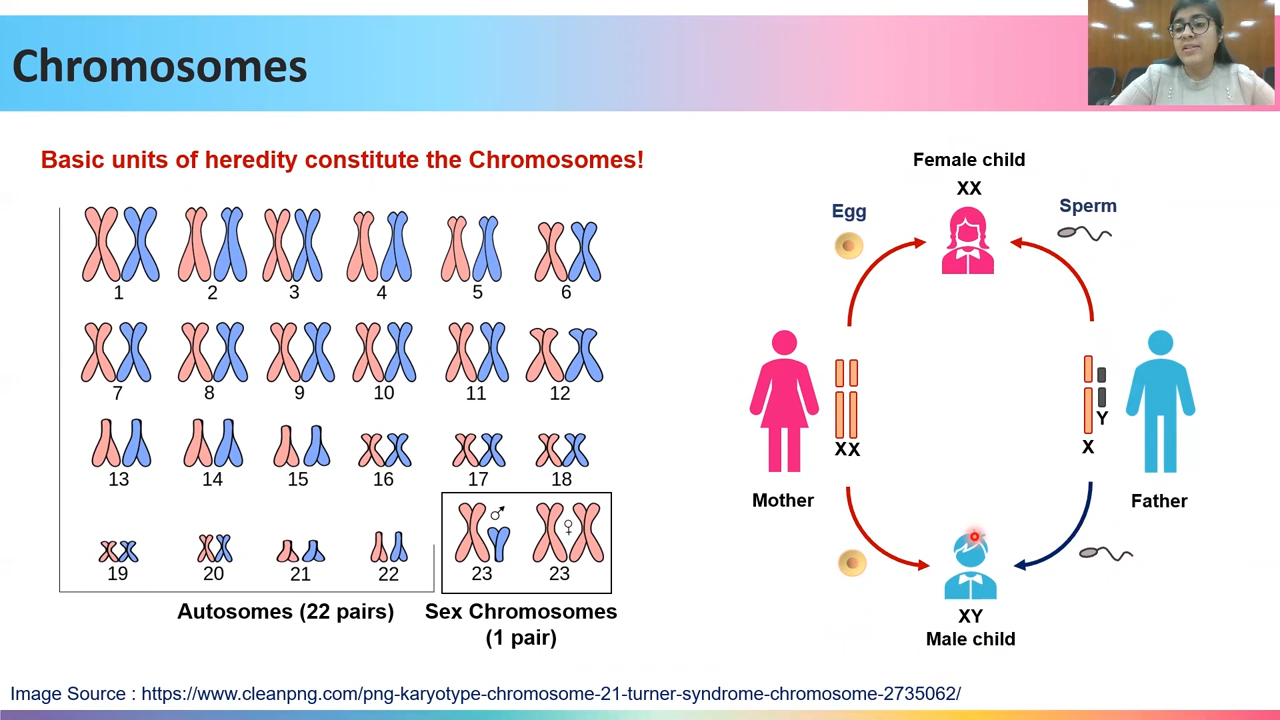 Chromosomes
Basic units of heredity constitute the Chromosomes!
1 2 3 4 5 6
7 8 9 10 11 12
13 14 15 16 17 18
19 20 21 22 23 23
Autosomes (22 pairs)
Sex Chromosomes
(1 pair)
Female child
XX
Egg
Sperm
XX
Y
X
Mother
Father
XY
Male child
Image Source : https://www.cleanpng.com/png-karyotype-chromosome-21-turner-syndrome-chromosome-2735062/